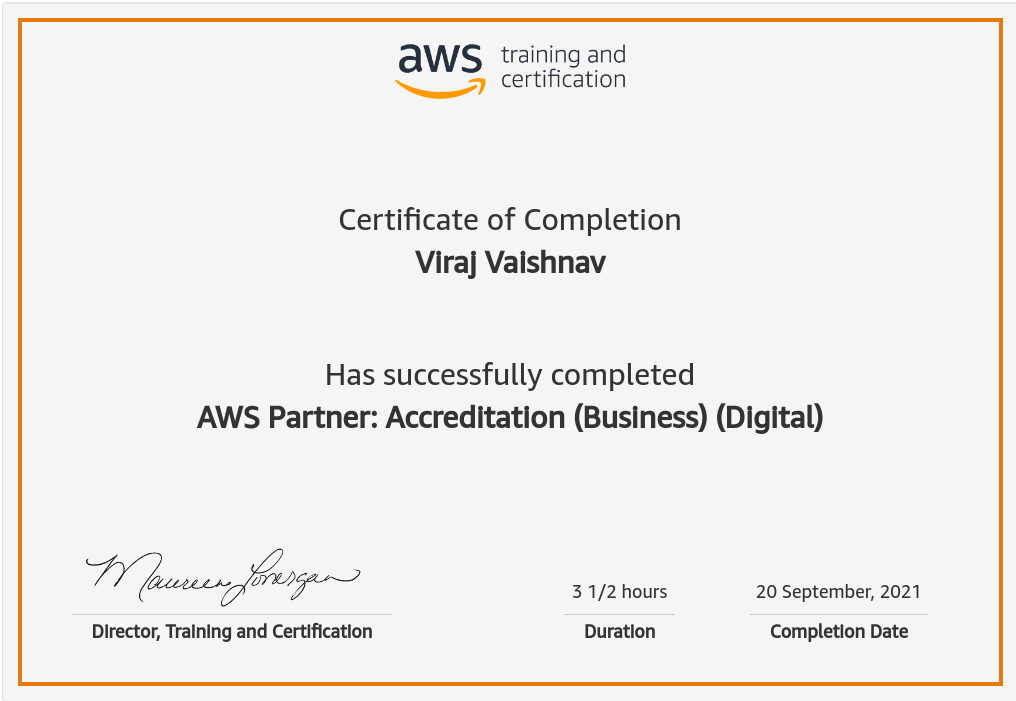 aws training and
certification
Certificate of Completion
Viraj Vaishnav
Has successfully completed
AWS Partner: Accreditation (Business) (Digital)
Maureen Lonergan
Director, Training and Certification
3 1/2 hours
Duration
20 September, 2021
Completion Date